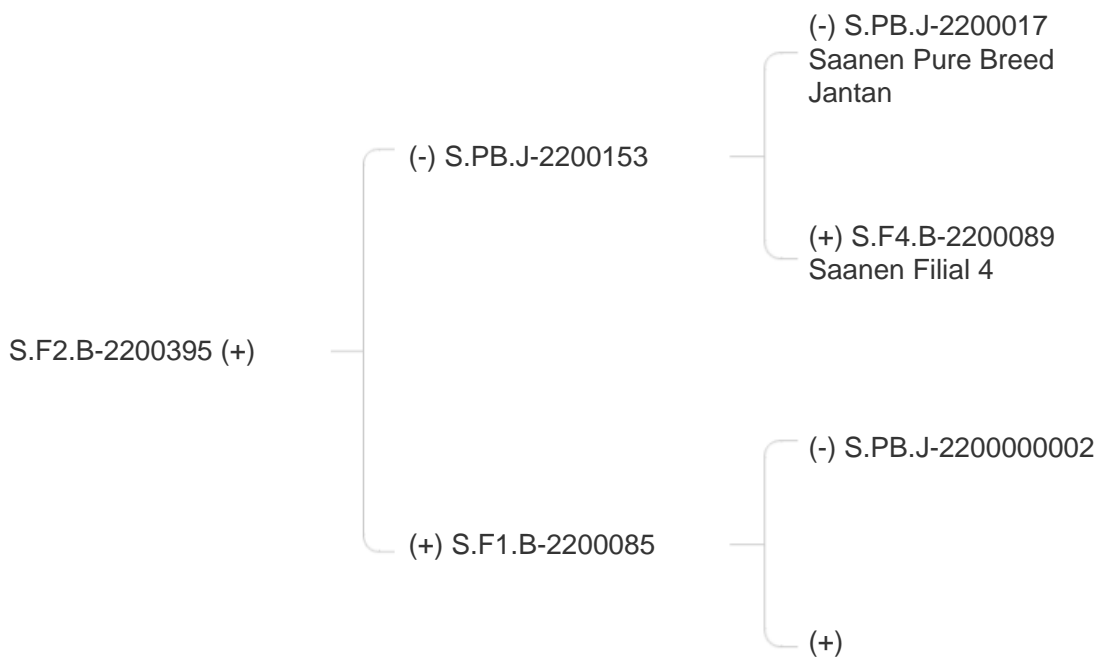 (-) S.PB.J-2200017
Saanen Pure Breed
Jantan
(-) S.PB.J-2200153
(+) S.F4.B-2200089
Saanen Filial 4
S.F2.B-2200395 (+)
(-) S.PB.J-2200000002
(+) S.F1.B-2200085
(+)